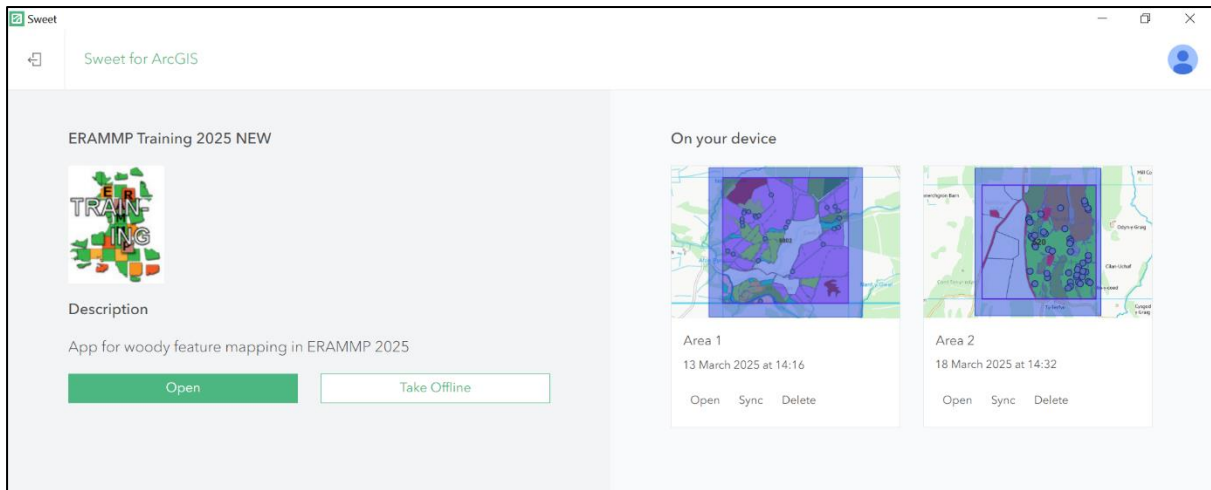 Sweet
Sweet for ArcGIS
ERAMMP Training 2025 NEW
TRAIN-
ING
Description
App for woody feature mapping in ERAMMP 2025
Open
Take Offline
On your device
Area 1
13 March 2025 at 14:16
Open Sync Delete
Area 2
18 March 2025 at 14:32
Open Sync Delete